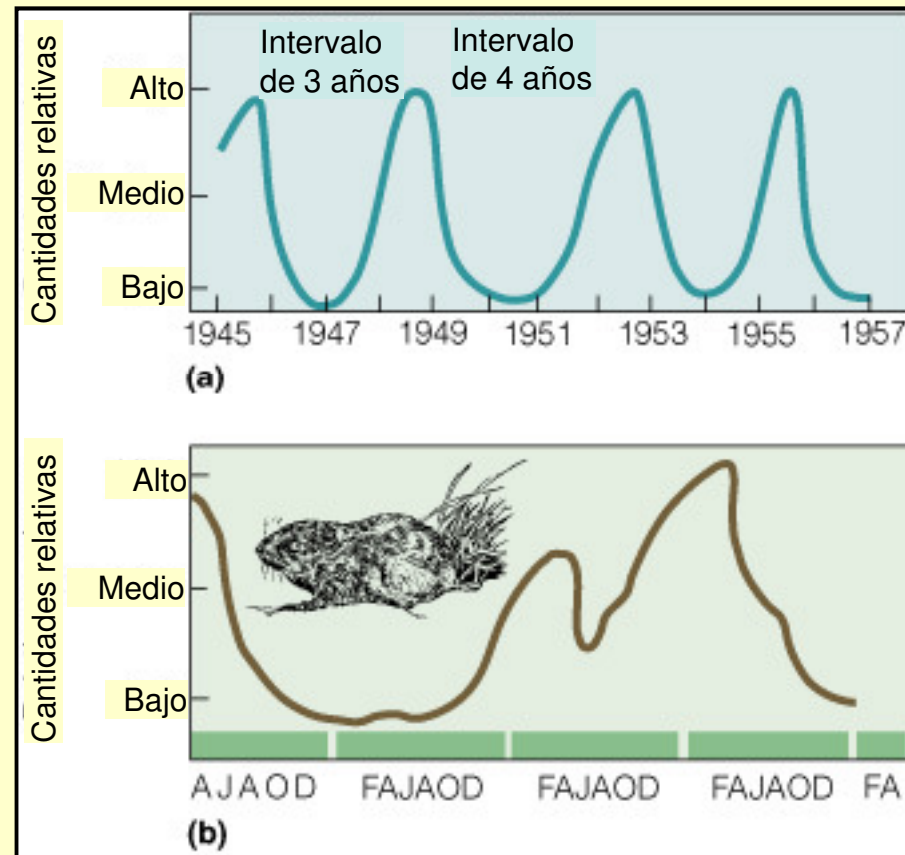 Cantidades relativas
Alto
Medio
Bajo
Intervalo
de 3 años
Intervalo
de 4 años
1945 1947 1949 1951 1953 1955 1957
(a)
Cantidades relativas
Alto
Medio
Bajo
A J A O D FAJAOD FAJAOD FAJAOD FA
(b)